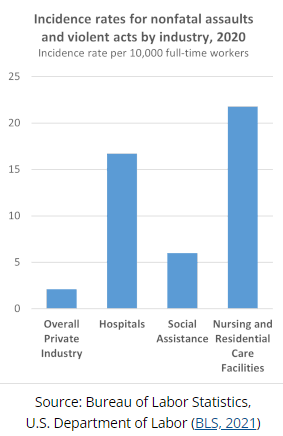 Incidence rates for nonfatal assaults
and violent acts by industry, 2020
Incidence rate per 10,000 full-time workers
25
20
15
10
5
0
Overall Private Industry
Hospitals
Social Assistance
Nursing and Residential Care Facilities
Source: Bureau of Labor Statistics,
U.S. Department of Labor (BLS, 2021)